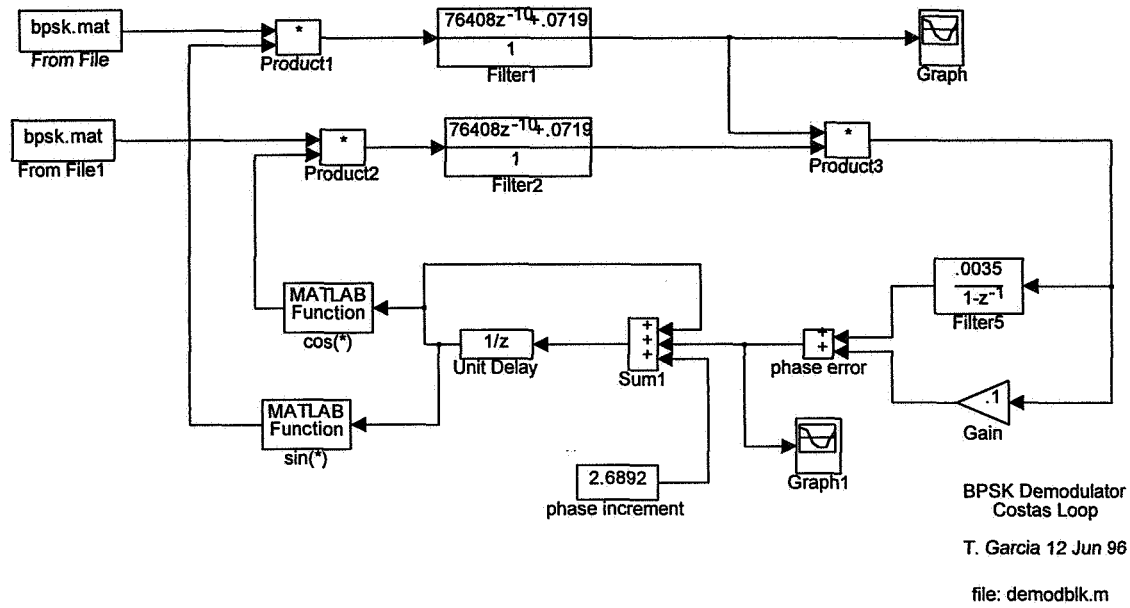 bpsk.mat
From File
*
Product1
76408z⁻¹⁰+.0719
1
Filter1
Graph
bpsk.mat
From File1
*
Product2
76408z⁻¹⁰+.0719
1
Filter2
*
Product3
MATLAB
Function
cos(*)
1/z
Unit Delay
+
+
+
Sum1
+
+
phase error
.0035
1-z⁻¹
Filter5
MATLAB
Function
sin(*)
.1
Gain
Graph1
2.6892
phase increment
BPSK Demodulator
Costas Loop
T. Garcia 12 Jun 96
file: demodblk.m